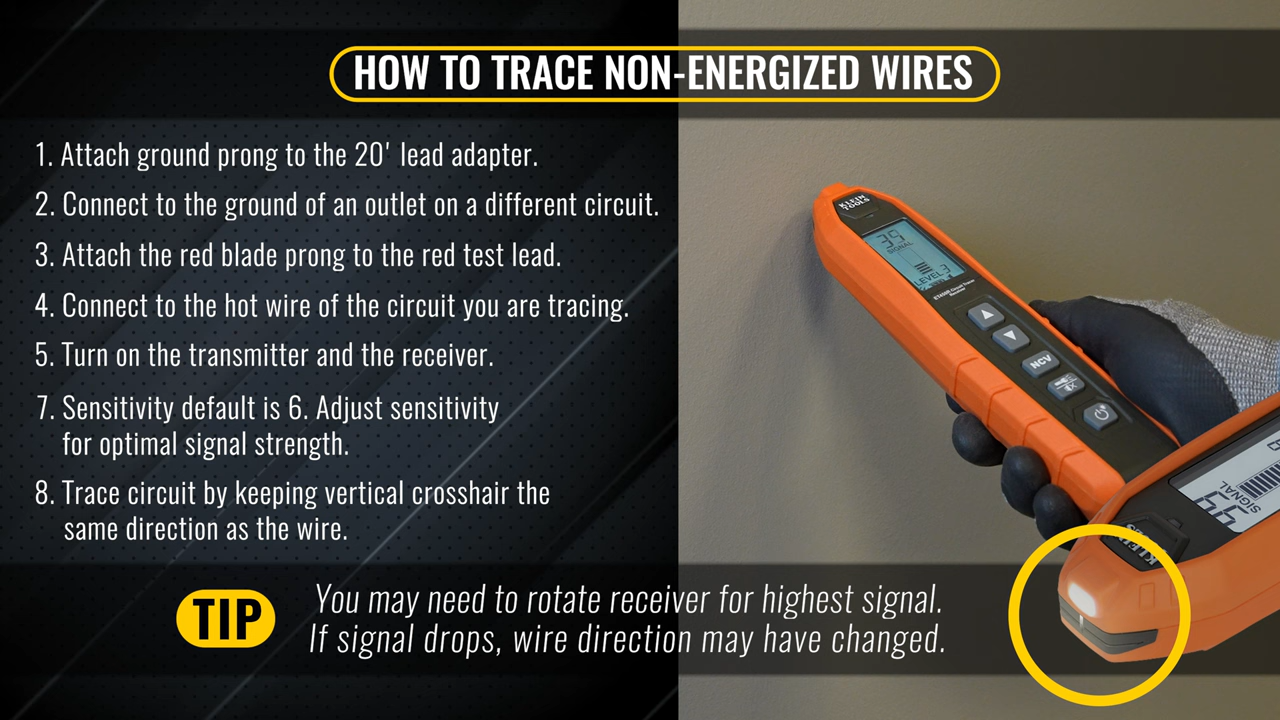 HOW TO TRACE NON-ENERGIZED WIRES
1. Attach ground prong to the 20' lead adapter.
2. Connect to the ground of an outlet on a different circuit.
3. Attach the red blade prong to the red test lead.
4. Connect to the hot wire of the circuit you are tracing.
5. Turn on the transmitter and the receiver.
7. Sensitivity default is 6. Adjust sensitivity
for optimal signal strength.
8. Trace circuit by keeping vertical crosshair the
same direction as the wire.
TIP
You may need to rotate receiver for highest signal.
If signal drops, wire direction may have changed.
KLEIN
TOOLS
39
SIGNAL
LEVEL 3
Circuit Tracer
Receiver
NCV
SIGNAL
KLEIN